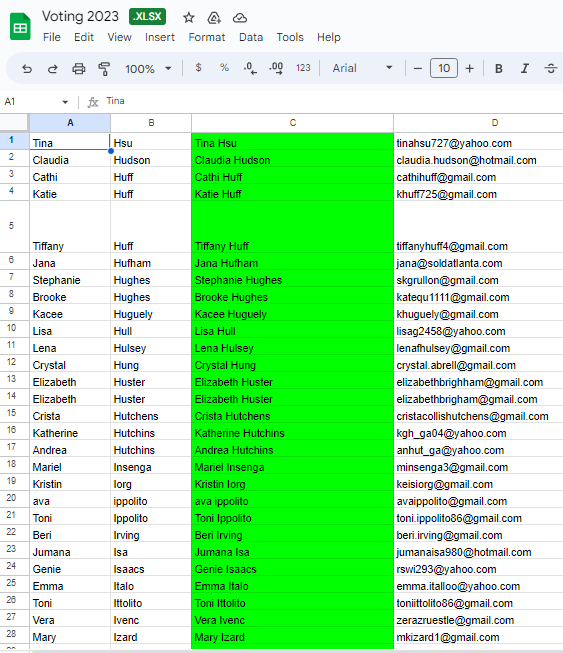 Voting 2023 .XLSX
File Edit View Insert Format Data Tools Help
100% $ % .0 .00 123 Arial 10 B I S
A1 fx Tina
A B C D
1 Tina Hsu Tina Hsu tinahsu727@yahoo.com
2 Claudia Hudson Claudia Hudson claudia.hudson@hotmail.com
3 Cathi Huff Cathi Huff cathihuff@gmail.com
4 Katie Huff Katie Huff khuff725@gmail.com
5 Tiffany Huff Tiffany Huff tiffanyhuff4@gmail.com
6 Jana Hufham Jana Hufham jana@soldatlanta.com
7 Stephanie Hughes Stephanie Hughes skgrullon@gmail.com
8 Brooke Hughes Brooke Hughes katequ1111@gmail.com
9 Kacee Huguely Kacee Huguely khuguely@gmail.com
10 Lisa Hull Lisa Hull lisag2458@yahoo.com
11 Lena Hulsey Lena Hulsey lenafhulsey@gmail.com
12 Crystal Hung Crystal Hung crystal.abrell@gmail.com
13 Elizabeth Huster Elizabeth Huster elizabethbrighham@gmail.com
14 Elizabeth Huster Elizabeth Huster elizabethbrigham@gmail.com
15 Crista Hutchens Crista Hutchens cristacollishutchens@gmail.com
16 Katherine Hutchins Katherine Hutchins kgh_ga04@yahoo.com
17 Andrea Hutchins Andrea Hutchins anhut_ga@yahoo.com
18 Mariel Insenga Mariel Insenga minsenga3@gmail.com
19 Kristin Iorg Kristin Iorg keisiorg@gmail.com
20 ava ippolito ava ippolito avaippolito@gmail.com
21 Toni Ippolito Toni Ippolito toni.ippolito86@gmail.com
22 Beri Irving Beri Irving beri.irving@gmail.com
23 Jumana Isa Jumana Isa jumanaisa980@hotmail.com
24 Genie Isaacs Genie Isaacs rswi293@yahoo.com
25 Emma Italo Emma Italo emma.italloo@yahoo.com
26 Toni Ittolito Toni Ittolito toniittolito86@gmail.com
27 Vera Ivenc Vera Ivenc zerazruestle@gmail.com
28 Mary Izard Mary Izard mkizard1@gmail.com